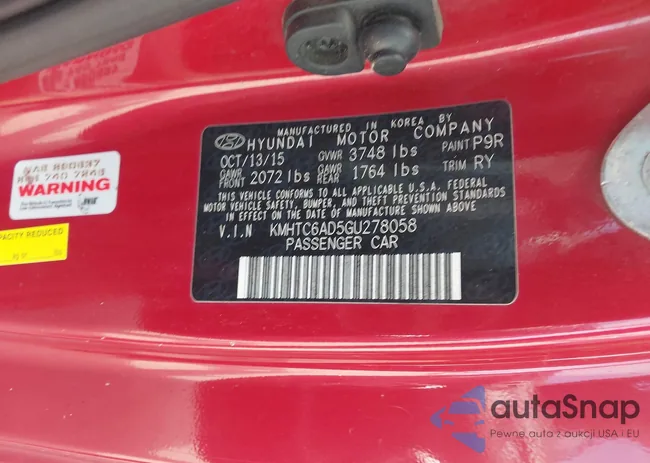 MANUFACTURED IN KOREA BY
HYUNDAI MOTOR COMPANY
OCT/13/15 GVWR 3748 lbs PAINT P9R
GAWR FRONT 2072 lbs GAWR REAR 1764 lbs TRIM RY
THIS VEHICLE CONFORMS TO ALL APPLICABLE U.S.A. FEDERAL
MOTOR VEHICLE SAFETY, BUMPER, AND THEFT PREVENTION STANDARDS
IN EFFECT ON THE DATE OF MANUFACTURE SHOWN ABOVE.
V.I.N KMHTC6AD5GU278058
PASSENGER CAR
WARNING
CAPACITY REDUCED
autaSnap
Pewne auta z aukcji USA i EU